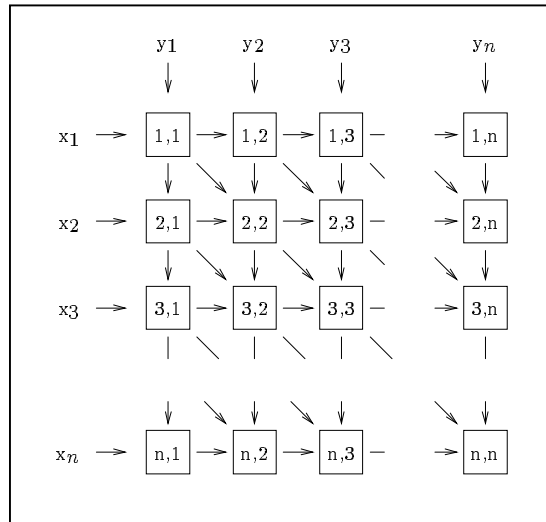 y1 y2 y3 yn
x1 1,1 1,2 1,3 1,n
x2 2,1 2,2 2,3 2,n
x3 3,1 3,2 3,3 3,n
xn n,1 n,2 n,3 n,n